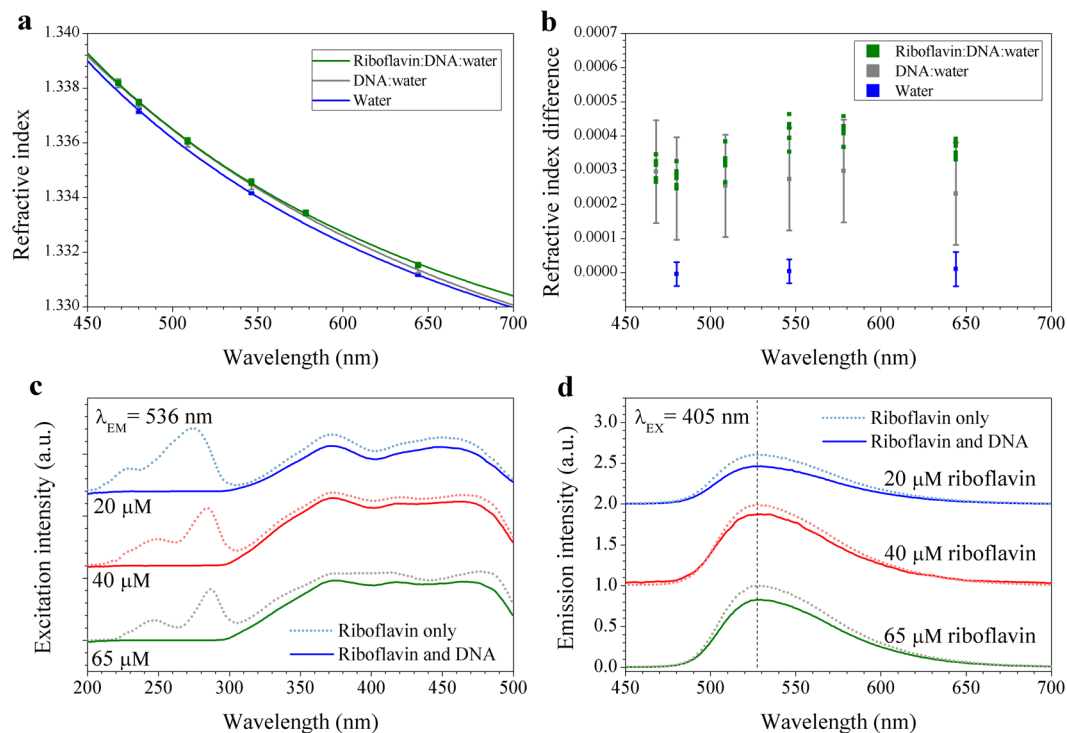 a
Refractive index
1.340
1.338
1.336
1.334
1.332
1.330
450 500 550 600 650 700
Wavelength (nm)
Riboflavin:DNA:water
DNA:water
Water
b
Refractive index difference
0.0007
0.0006
0.0005
0.0004
0.0003
0.0002
0.0001
0.0000
450 500 550 600 650 700
Wavelength (nm)
Riboflavin:DNA:water
DNA:water
Water
c
Excitation intensity (a.u.)
λEM= 536 nm
20 μM
40 μM
65 μM
Riboflavin only
Riboflavin and DNA
200 250 300 350 400 450 500
Wavelength (nm)
d
Emission intensity (a.u.)
3.0
2.5
2.0
1.5
1.0
0.5
0.0
λEX= 405 nm
Riboflavin only
Riboflavin and DNA
20 μM riboflavin
40 μM riboflavin
65 μM riboflavin
450 500 550 600 650 700
Wavelength (nm)